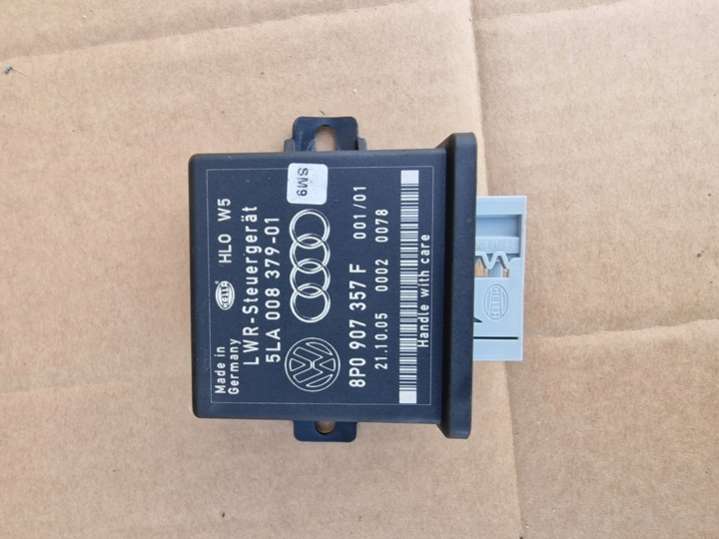 Made in
Germany
HELLA
HLO W5
SM9
LWR-Steuergerät
5LA 008 379-01
8P0 907 357 F 001/01
21.10.05 0002 0078
Handle with care
HELLA